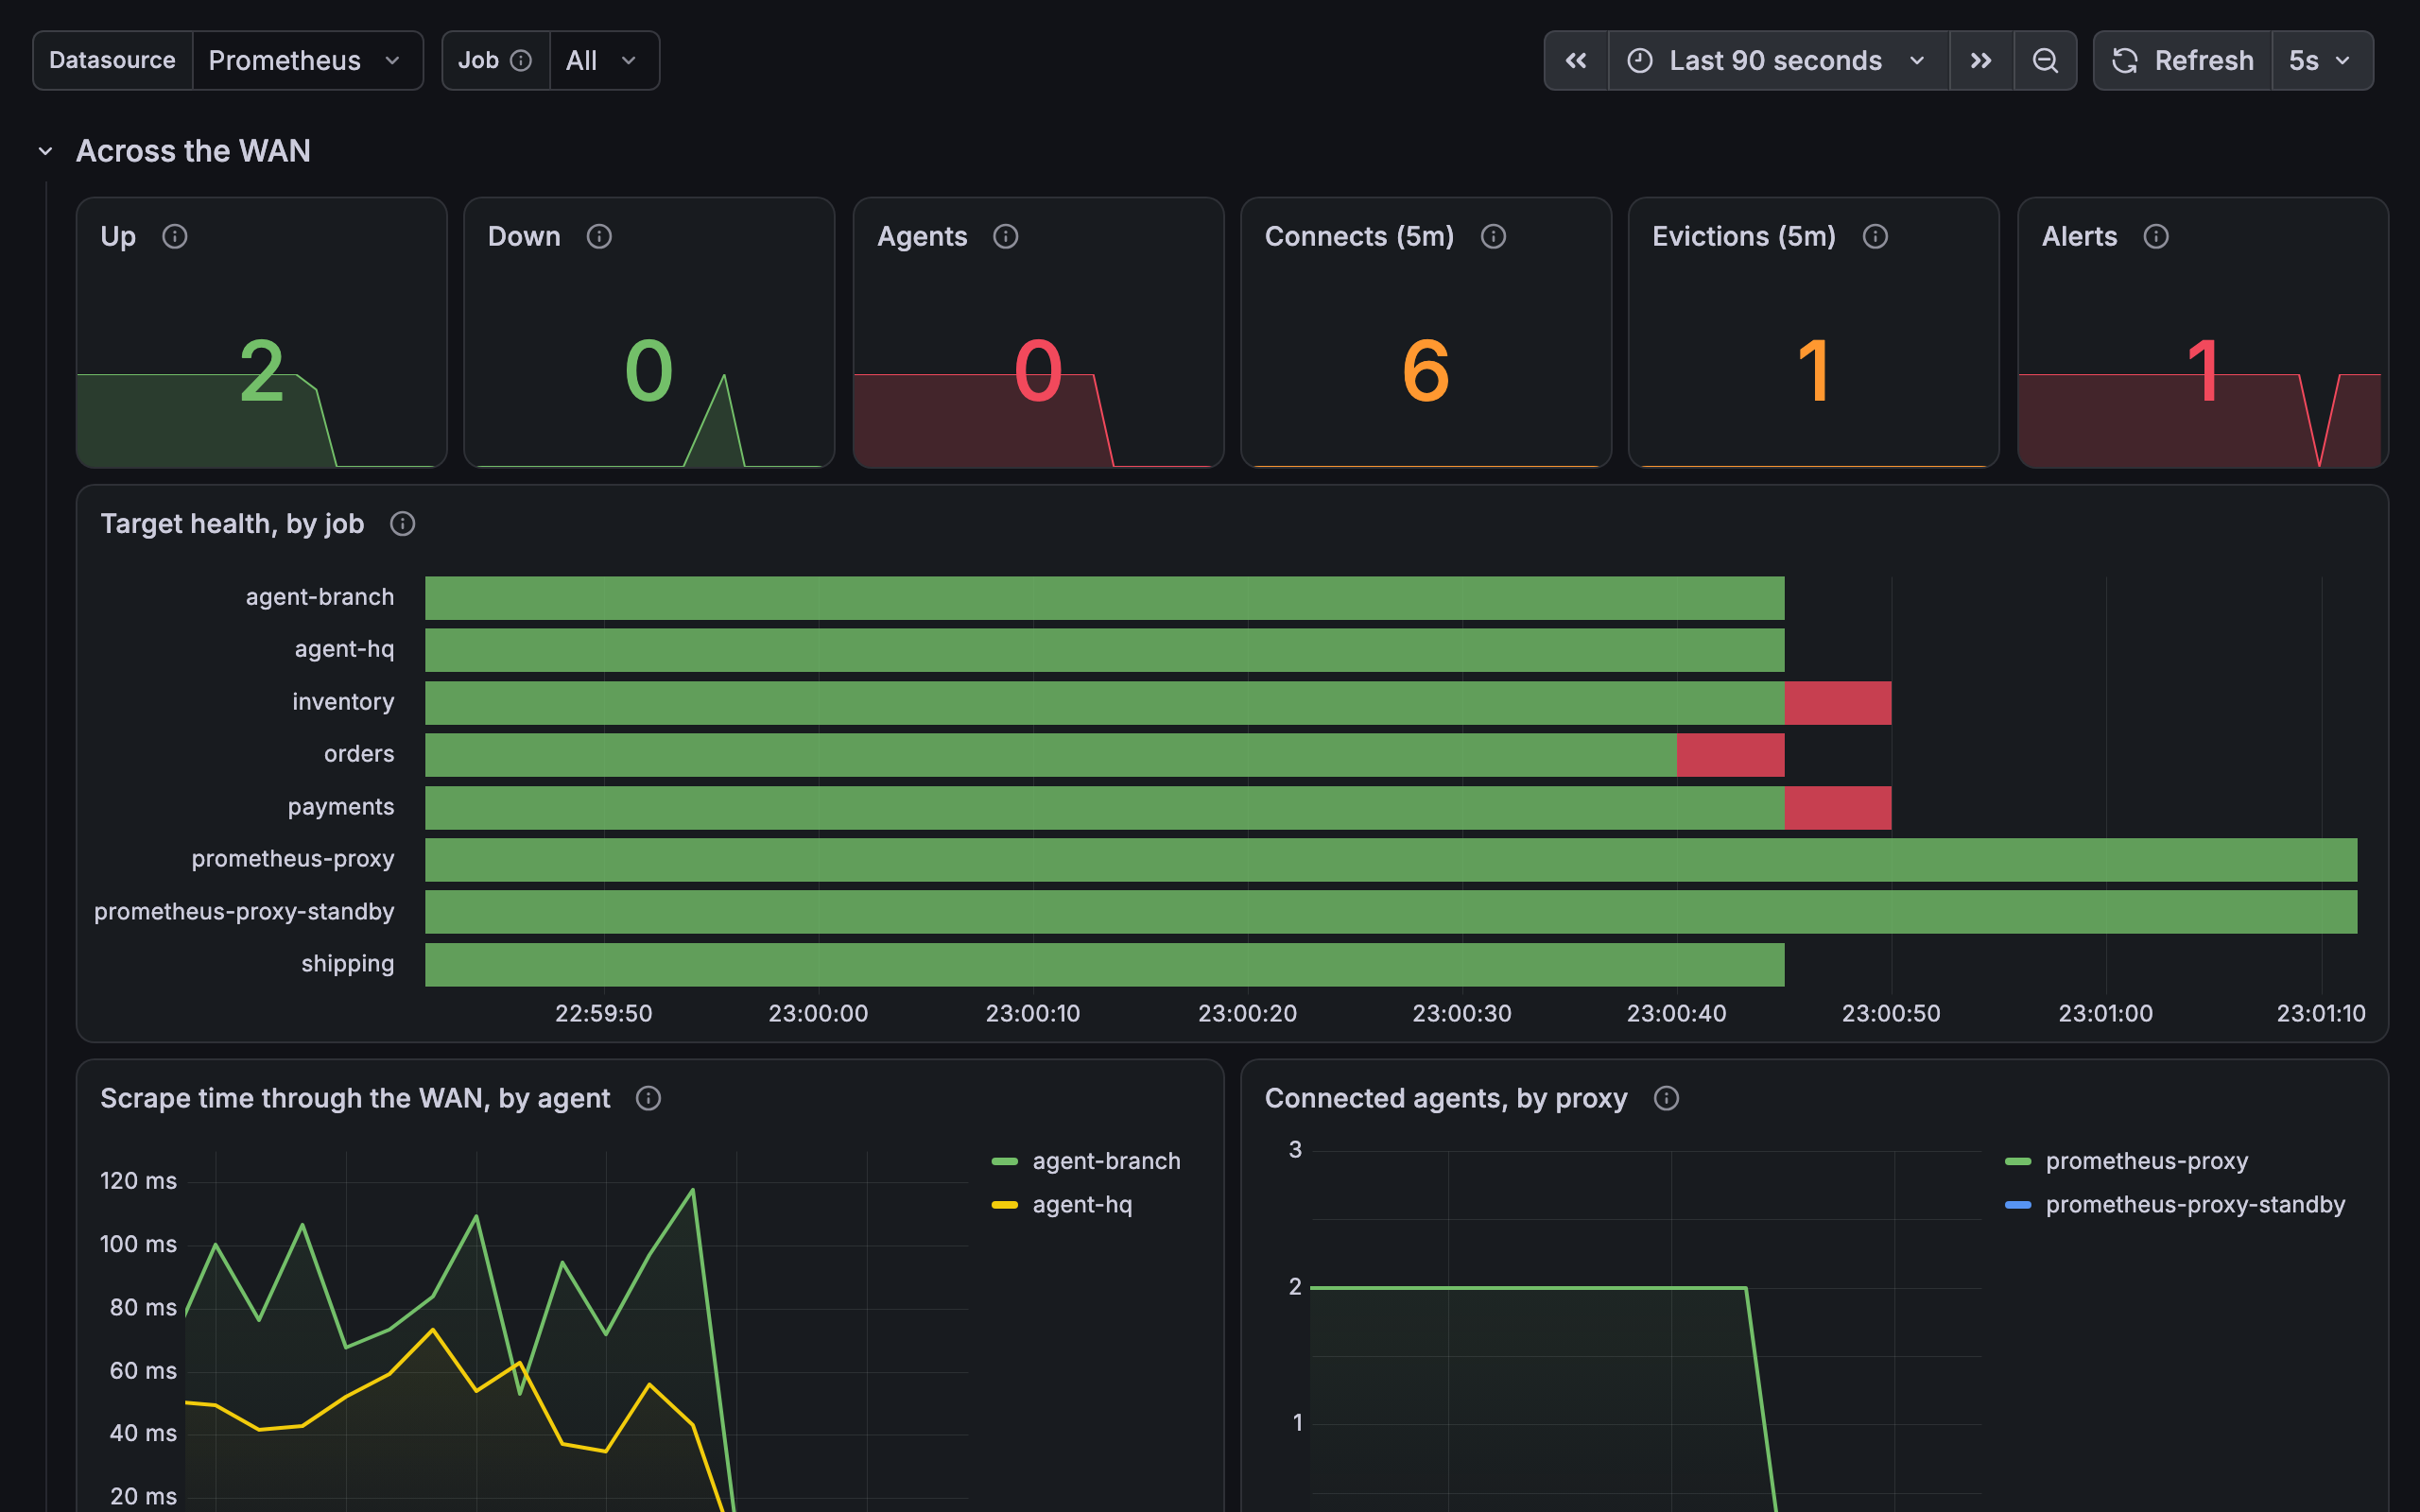 Datasource Prometheus Job All Last 90 seconds Refresh 5s
Across the WAN
Up Down Agents Connects (5m) Evictions (5m) Alerts
2 0 0 6 1 1
Target health, by job
agent-branch
agent-hq
inventory
orders
payments
prometheus-proxy
prometheus-proxy-standby
shipping
22:59:50 23:00:00 23:00:10 23:00:20 23:00:30 23:00:40 23:00:50 23:01:00 23:01:10
Scrape time through the WAN, by agent
120 ms
100 ms
80 ms
60 ms
40 ms
20 ms
agent-branch
agent-hq
Connected agents, by proxy
3
2
1
prometheus-proxy
prometheus-proxy-standby